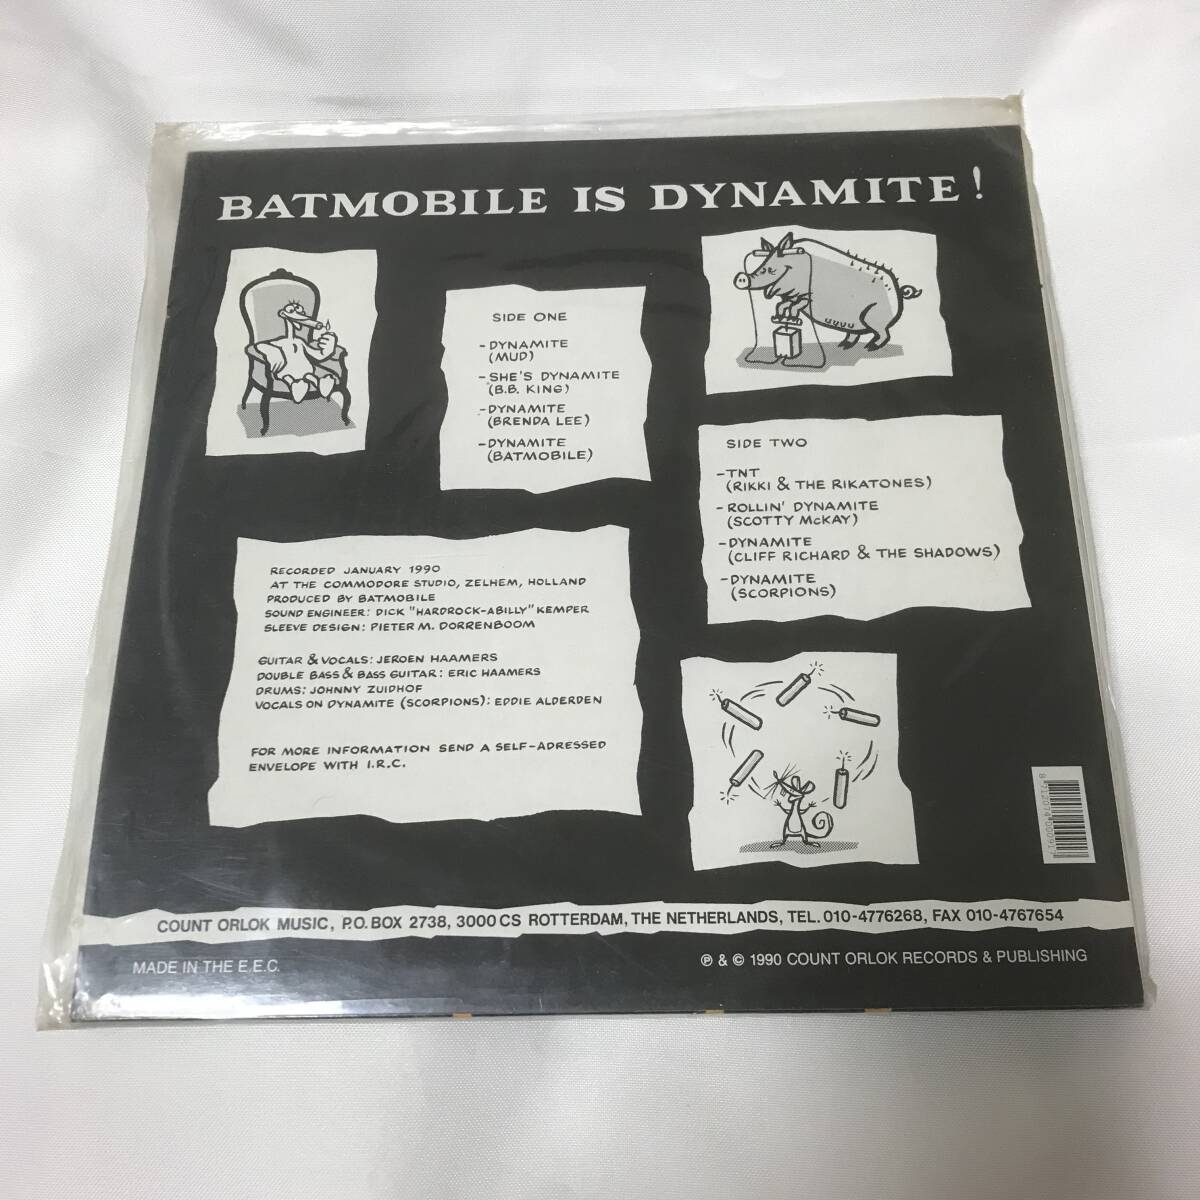 BATMOBILE IS DYNAMITE!
SIDE ONE
-DYNAMITE
(MUD)
-SHE'S DYNAMITE
(B.B. KING)
-DYNAMITE
(BRENDA LEE)
-DYNAMITE
(BATMOBILE)
SIDE TWO
-TNT
(RIKKI & THE RIKATONES)
-ROLLIN' DYNAMITE
(SCOTTY McKAY)
-DYNAMITE
(CLIFF RICHARD & THE SHADOWS)
-DYNAMITE
(SCORPIONS)
RECORDED JANUARY 1990
AT THE COMMODORE STUDIO, ZELHEM, HOLLAND
PRODUCED BY BATMOBILE
SOUND ENGINEER: DICK "HARDROCK-ABILLY" KEMPER
SLEEVE DESIGN: PIETER M. DORRENBOOM
GUITAR & VOCALS: JEROEN HAAMERS
DOUBLE BASS & BASS GUITAR: ERIC HAAMERS
DRUMS: JOHNNY ZUIDHOF
VOCALS ON DYNAMITE (SCORPIONS): EDDIE ALDERDEN
FOR MORE INFORMATION SEND A SELF-ADRESSED
ENVELOPE WITH I.R.C.
COUNT ORLOK MUSIC, P.O. BOX 2738, 3000 CS ROTTERDAM, THE NETHERLANDS, TEL. 010-4776268, FAX 010-4767654
MADE IN THE E.E.C.
℗ & © 1990 COUNT ORLOK RECORDS & PUBLISHING